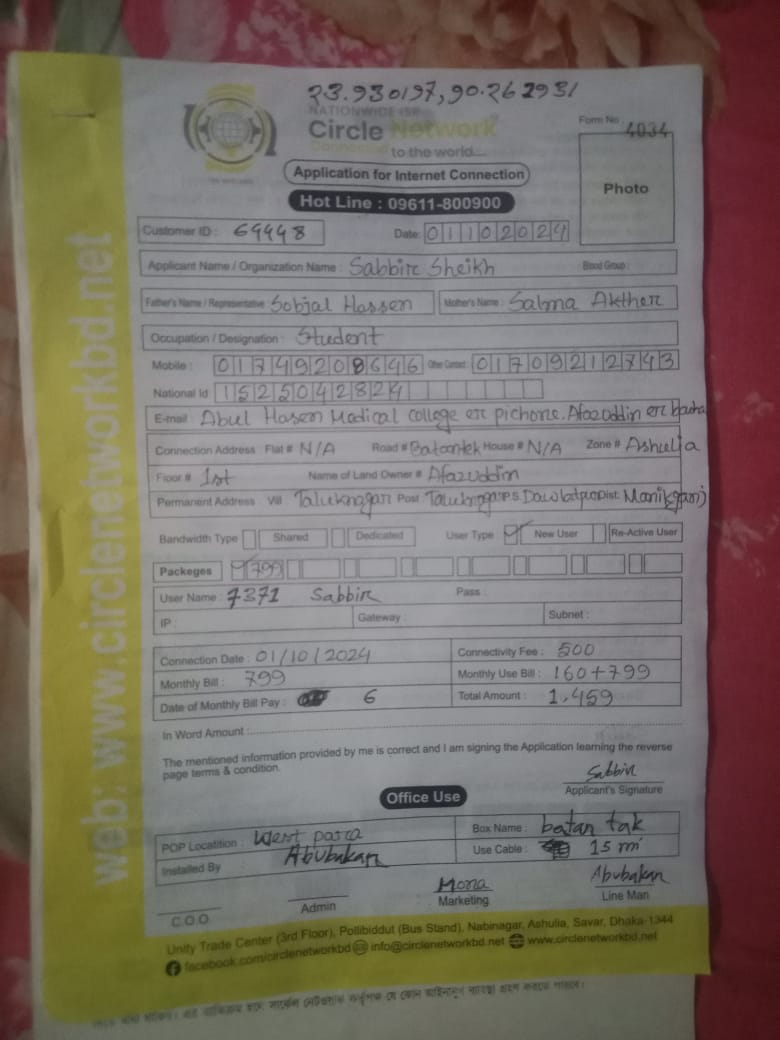 23.930197,90.262931
NATIONWIDE ISP
Circle Network
Connected to the world....
Form No : 4034
Application for Internet Connection
Photo
Hot Line : 09611-800900
Customer ID : 69998 Date: 01102024
Applicant Name / Organization Name : Sabbir Sheikh Blood Group :
Father's Name / Representative Sobjal Hassen Mother's Name : Salma Akther
Occupation / Designation : Student
Mobile : 01749208646 Other Contact 01709212743
National Id 1525042824
E-mail : Abul Hasen Madical college er pichone. Afazuddin er
Connection Address : Flat # N/A Road # Batantek House # N/A Zone # Ashulia
Floor # 1st Name of Land Owner # Afazuddin
Permanent Address Vill Taluknagar Post P.S Dist Manikganj
Bandwidth Type Shared Dedicated User Type : New User Re-Active User
Packeges 799
User Name : 7371 Sabbir Pass :
IP : Gateway : Subnet :
Connection Date : 01/10/2024 Connectivity Fee : 500
Monthly Bill : 799 Monthly Use Bill : 160+799
Date of Monthly Bill Pay : 6 Total Amount : 1,459
In Word Amount :
The mentioned information provided by me is correct and I am signing the Application learning the reverse
page terms & condition.
Sabbir
Applicant's Signature
Office Use
POP Locatition : West para Box Name : batan tak
Installed By Abubakar Use Cable : 15 mi
Mona Abubakar
C.O.O Admin Marketing Line Man
Unity Trade Center (3rd Floor), Pollibiddut (Bus Stand), Nabinagar, Ashulia, Savar, Dhaka-1344
facebook.com/circlenetworkbd info@circlenetworkbd.net www.circlenetworkbd.net
web: www.circlenetworkbd.net